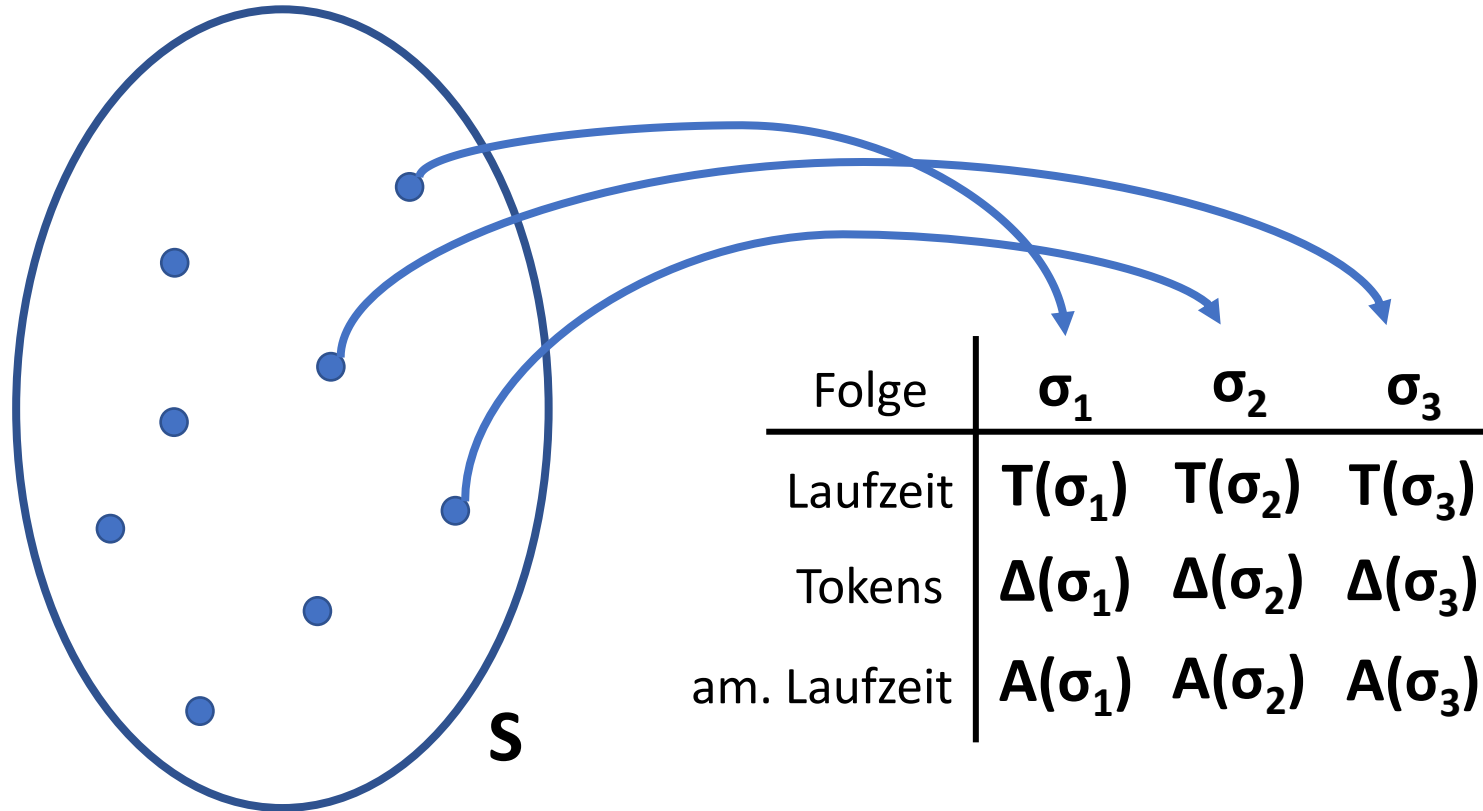 Folge σ₁ σ₂ σ₃
Laufzeit T(σ₁) T(σ₂) T(σ₃)
Tokens Δ(σ₁) Δ(σ₂) Δ(σ₃)
am. Laufzeit A(σ₁) A(σ₂) A(σ₃)
S